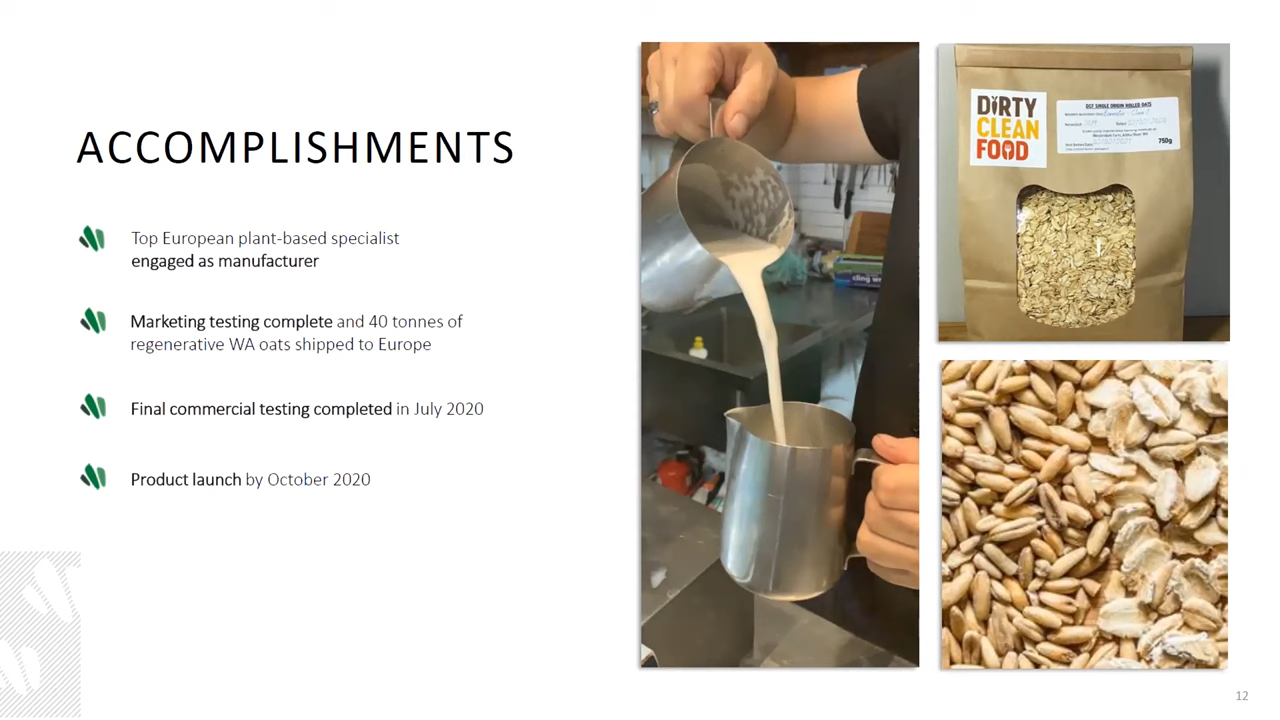 ACCOMPLISHMENTS
Top European plant-based specialist
engaged as manufacturer
Marketing testing complete and 40 tonnes of
regenerative WA oats shipped to Europe
Final commercial testing completed in July 2020
Product launch by October 2020
DIRTY
CLEAN
FOOD
DCF SINGLE ORIGIN ROLLED OATS
750g
cling wr
12